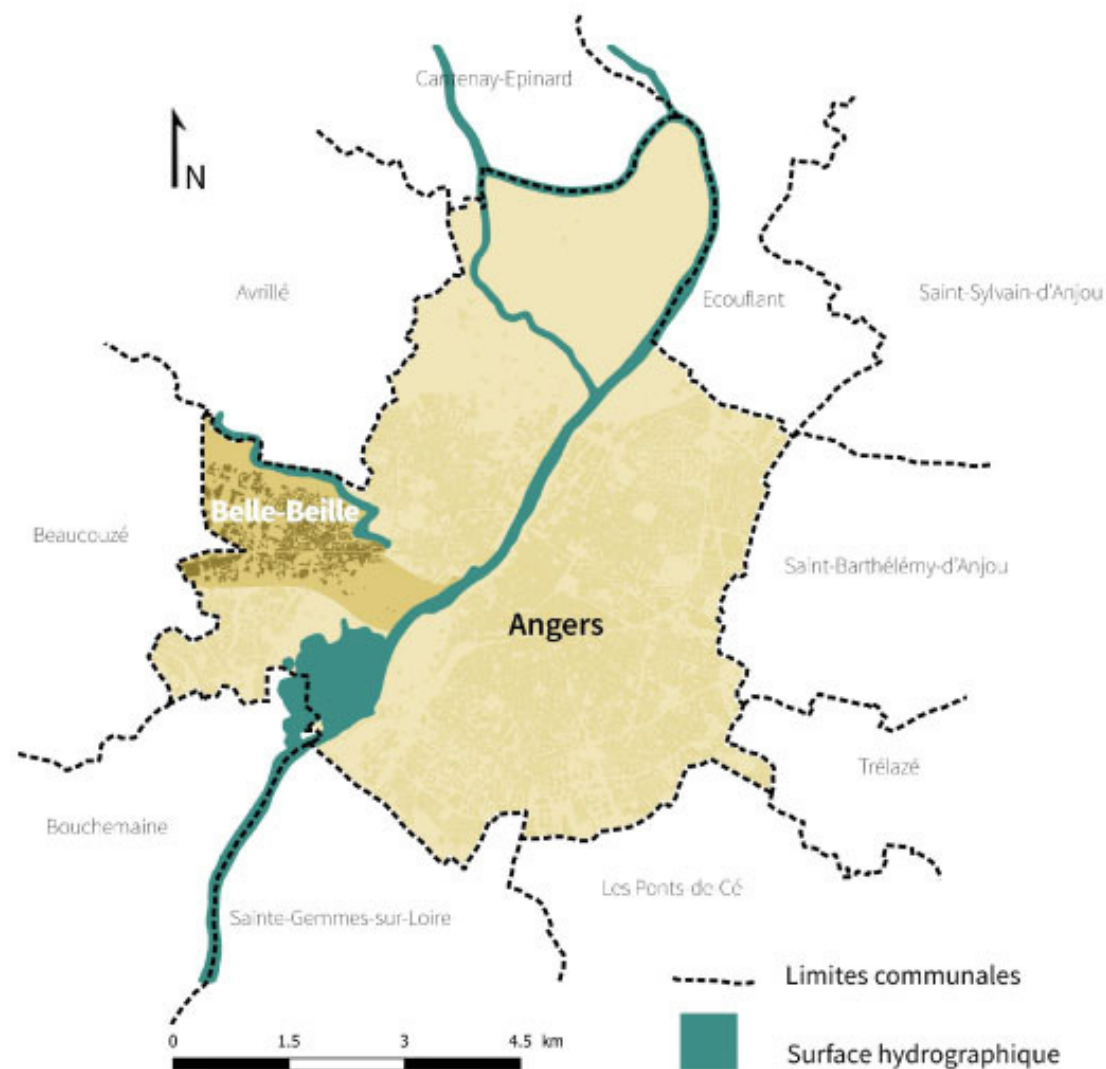 Cantenay-Epinard
N
Avrillé
Ecouflant
Saint-Sylvain-d'Anjou
Belle-Beille
Beaucouzé
Saint-Barthélémy-d'Anjou
Angers
Trélazé
Bouchemaine
Les Ponts-de-Cé
Sainte-Gemmes-sur-Loire
Limites communales
0 1.5 3 4.5 km
Surface hydrographique